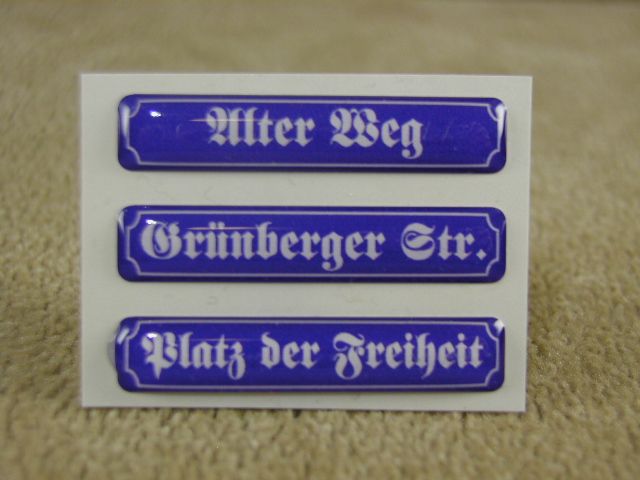 Alter Weg
Grünberger Str.
Platz der Freiheit